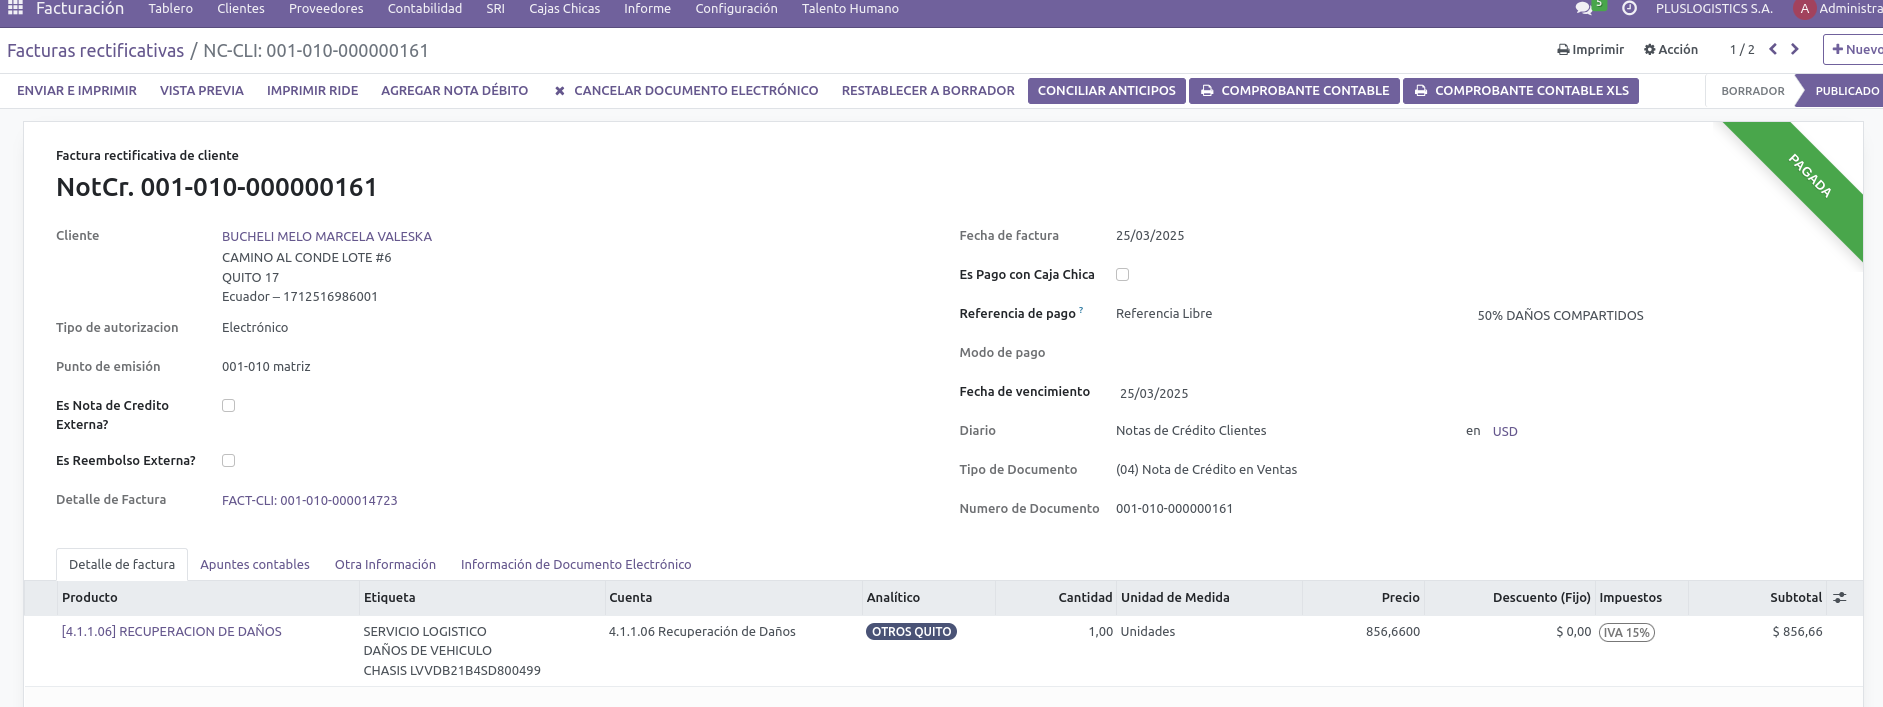 Facturación Tablero Clientes Proveedores Contabilidad SRI Cajas Chicas Informe Configuración Talento Humano 5 PLUSLOGISTICS S.A. A Administra
Facturas rectificativas / NC-CLI: 001-010-000000161 Imprimir Acción 1 / 2 Nuevo
ENVIAR E IMPRIMIR VISTA PREVIA IMPRIMIR RIDE AGREGAR NOTA DÉBITO CANCELAR DOCUMENTO ELECTRÓNICO RESTABLECER A BORRADOR CONCILIAR ANTICIPOS COMPROBANTE CONTABLE COMPROBANTE CONTABLE XLS BORRADOR PUBLICADO
PAGADA
Factura rectificativa de cliente
NotCr. 001-010-000000161
Cliente BUCHELI MELO MARCELA VALESKA
CAMINO AL CONDE LOTE #6
QUITO 17
Ecuador – 1712516986001
Tipo de autorizacion Electrónico
Punto de emisión 001-010 matriz
Es Nota de Credito
Externa?
Es Reembolso Externa?
Detalle de Factura FACT-CLI: 001-010-000014723
Fecha de factura 25/03/2025
Es Pago con Caja Chica
Referencia de pago ? Referencia Libre 50% DAÑOS COMPARTIDOS
Modo de pago
Fecha de vencimiento 25/03/2025
Diario Notas de Crédito Clientes en USD
Tipo de Documento (04) Nota de Crédito en Ventas
Numero de Documento 001-010-000000161
Detalle de factura Apuntes contables Otra Información Información de Documento Electrónico
Producto Etiqueta Cuenta Analítico Cantidad Unidad de Medida Precio Descuento (Fijo) Impuestos Subtotal
[4.1.1.06] RECUPERACION DE DAÑOS SERVICIO LOGISTICO 4.1.1.06 Recuperación de Daños OTROS QUITO 1,00 Unidades 856,6600 $ 0,00 IVA 15% $ 856,66
DAÑOS DE VEHICULO
CHASIS LVVDB21B4SD800499